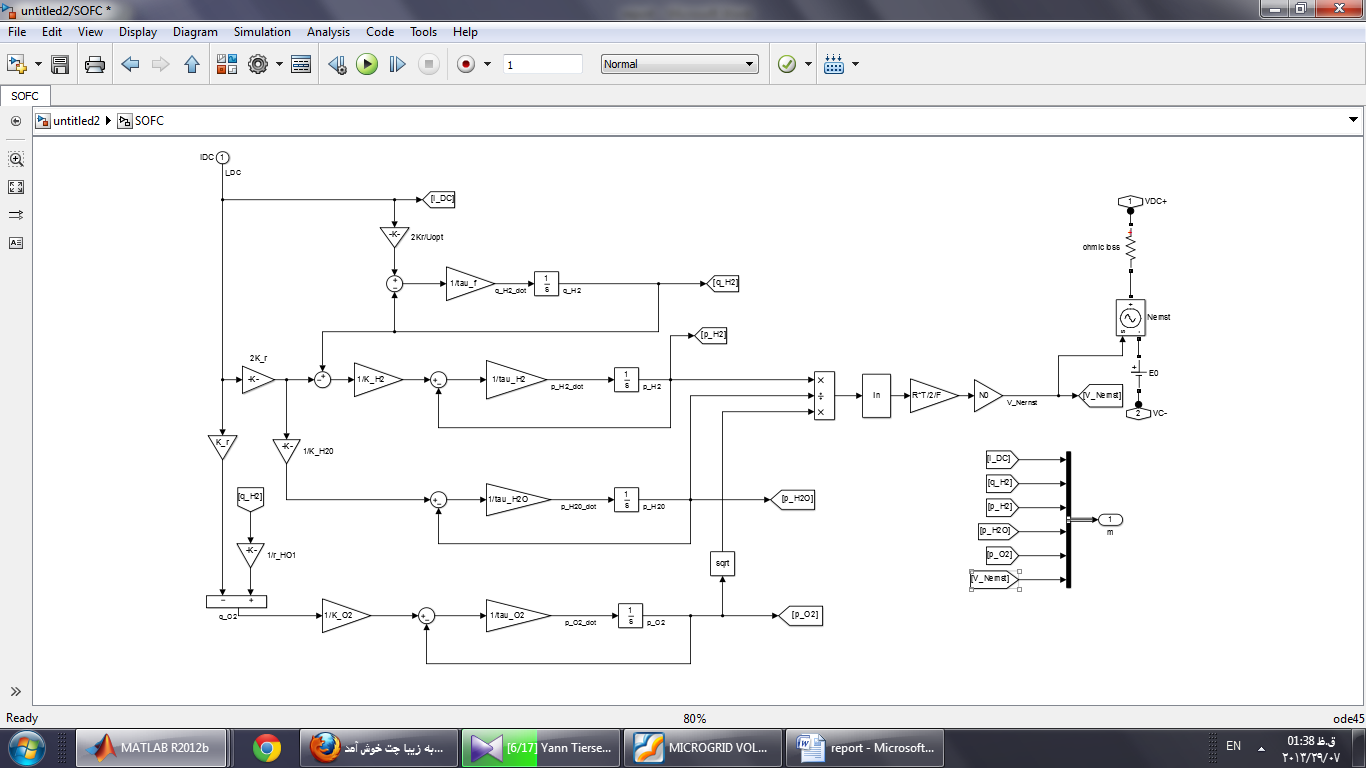 untitled2/SOFC *
File Edit View Display Diagram Simulation Analysis Code Tools Help
1
Normal
SOFC
untitled2 SOFC
IDC 1
I_DC
[I_DC]
-K-
2Kr/Uopt
+
−
1/tau_f
q_H2_dot
1
s
q_H2
[q_H2]
[p_H2]
2K_r
-K-
− +
1/K_H2
+ −
1/tau_H2
p_H2_dot
1
s
p_H2
K_r
-K-
1/K_H20
× ÷ ×
ln
R*T/2/F
N0
V_Nernst
[V_Nernst]
1 VDC+
+
ohmic loss
+
s -
Nernst
+
E0
2 VC-
[q_H2]
-K-
1/r_HO1
+ −
1/tau_H2O
p_H20_dot
1
s
p_H20
[p_H2O]
sqrt
− +
q_O2
1/K_O2
+ −
1/tau_O2
p_O2_dot
1
s
p_O2
[p_O2]
[I_DC]
[q_H2]
[p_H2]
[p_H2O]
[p_O2]
[V_Nernst]
1
m
Ready 80% ode45
MATLAB R2012b
به زیبا چت خوش آمد...
[6/17] Yann Tierse...
MICROGRID VOL...
report - Microsoft...
EN
01:38 ق.ظ
۲۰۱۳/۲۹/۰۷